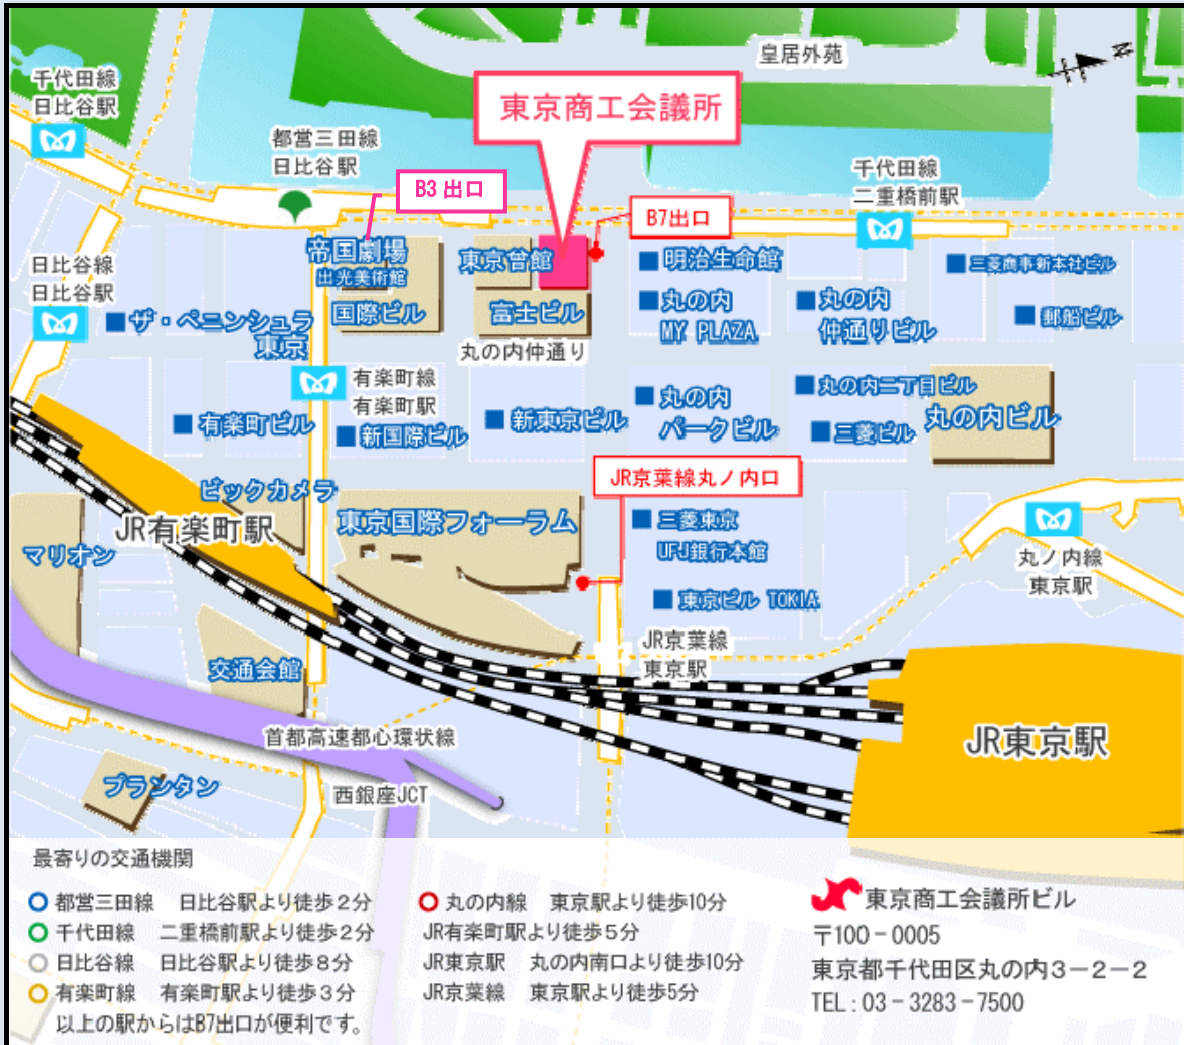 皇居外苑
N
千代田線
日比谷駅
東京商工会議所
都営三田線
日比谷駅
B3 出口
千代田線
二重橋前駅
B7出口
日比谷線
日比谷駅
帝国劇場
出光美術館
国際ビル
東京會館
富士ビル
丸の内仲通り
明治生命館
丸の内
MY PLAZA
丸の内
仲通りビル
三菱商事新本社ビル
郵船ビル
ザ・ペニンシュラ
東京
有楽町線
有楽町駅
有楽町ビル
新国際ビル
新東京ビル
丸の内
パークビル
丸の内二丁目ビル
三菱ビル
丸の内ビル
JR京葉線丸ノ内口
ビックカメラ
JR有楽町駅
マリオン
東京国際フォーラム
三菱東京
UFJ銀行本館
東京ビル TOKIA
丸ノ内線
東京駅
JR京葉線
東京駅
交通会館
首都高速都心環状線
西銀座JCT
プランタン
JR東京駅
最寄りの交通機関
都営三田線 日比谷駅より徒歩2分
千代田線 二重橋前駅より徒歩2分
日比谷線 日比谷駅より徒歩8分
有楽町線 有楽町駅より徒歩3分
以上の駅からはB7出口が便利です。
丸の内線 東京駅より徒歩10分
JR有楽町駅より徒歩5分
JR東京駅 丸の内南口より徒歩10分
JR京葉線 東京駅より徒歩5分
東京商工会議所ビル
〒100-0005
東京都千代田区丸の内3-2-2
TEL:03-3283-7500